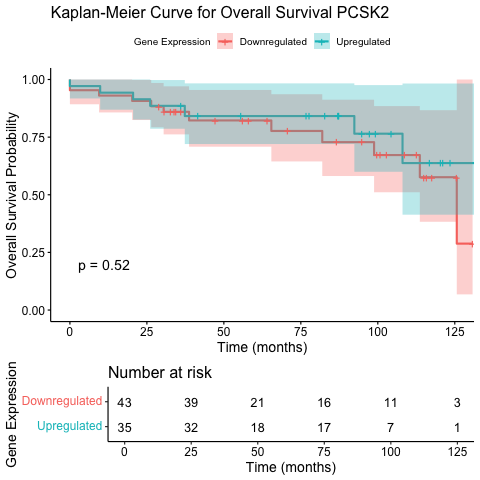 Kaplan-Meier Curve for Overall Survival PCSK2
Gene Expression Downregulated Upregulated
Overall Survival Probability
1.00
0.75
0.50
0.25
0.00
p = 0.52
0 25 50 75 100 125
Time (months)
Number at risk
Gene Expression
Downregulated 43 39 21 16 11 3
Upregulated 35 32 18 17 7 1
0 25 50 75 100 125
Time (months)